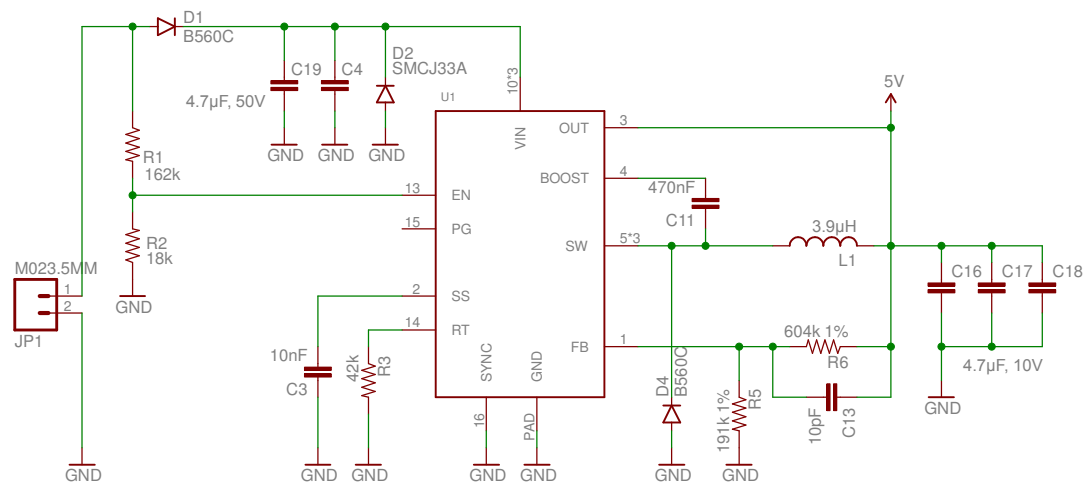 D1
B560C
C19
4.7µF, 50V
C4
D2
SMCJ33A
GND
GND
GND
R1
162k
R2
18k
GND
M023.5MM
1
2
JP1
GND
U1
10*3
VIN
OUT
3
BOOST
4
SW
5*3
FB
1
13
EN
15
PG
2
SS
14
RT
SYNC
16
GND
PAD
10nF
C3
42k
R3
GND
GND
GND
GND
470nF
C11
3.9µH
L1
5V
C16
C17
C18
4.7µF, 10V
GND
604k 1%
R6
10pF
C13
D4
B560C
191k 1%
R5
GND
GND